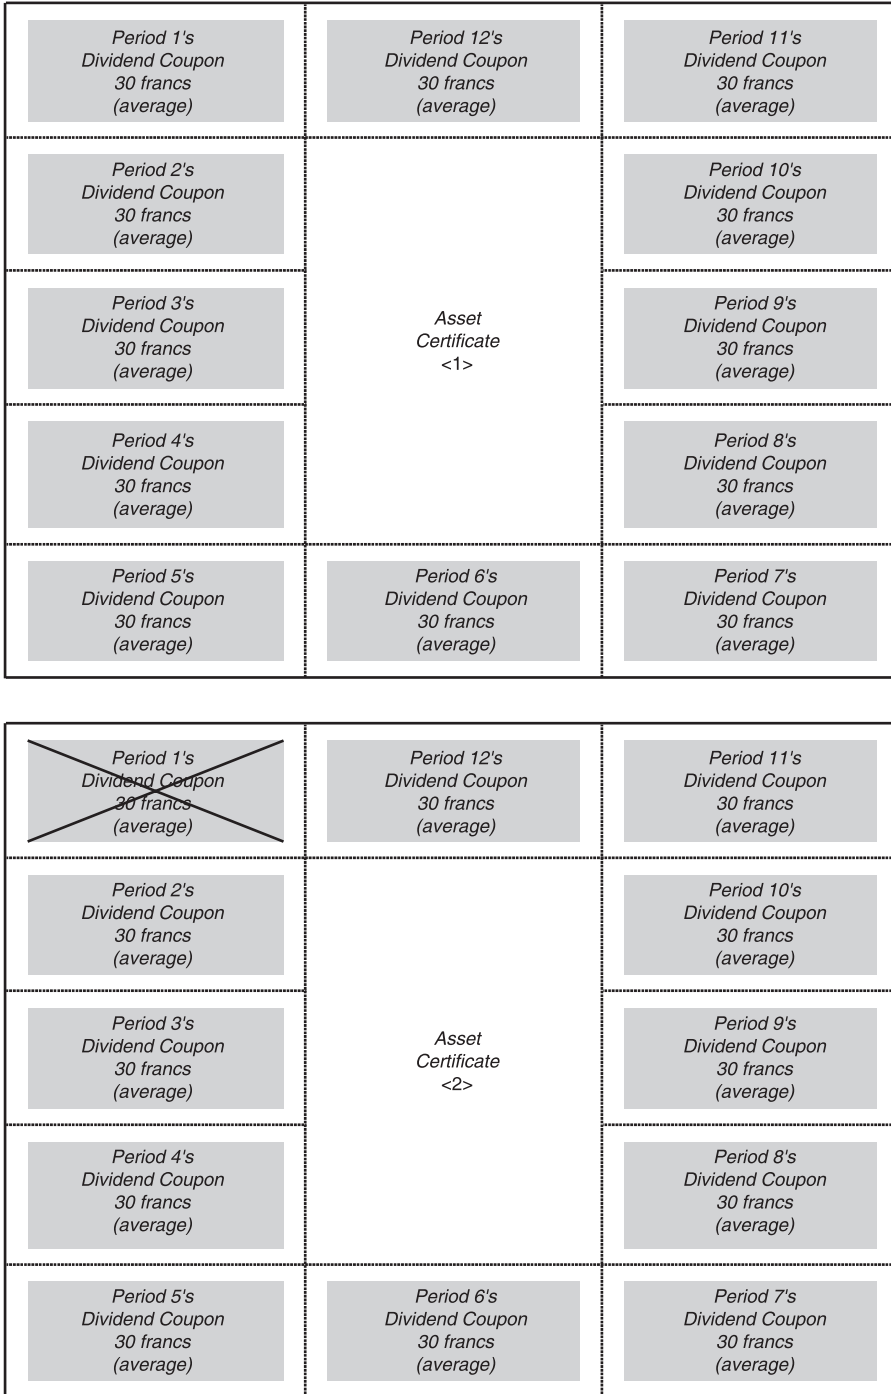 Period 1's
Dividend Coupon
30 francs
(average)
Period 12's
Dividend Coupon
30 francs
(average)
Period 11's
Dividend Coupon
30 francs
(average)
Period 2's
Dividend Coupon
30 francs
(average)
Period 10's
Dividend Coupon
30 francs
(average)
Period 3's
Dividend Coupon
30 francs
(average)
Asset
Certificate
<1>
Period 9's
Dividend Coupon
30 francs
(average)
Period 4's
Dividend Coupon
30 francs
(average)
Period 8's
Dividend Coupon
30 francs
(average)
Period 5's
Dividend Coupon
30 francs
(average)
Period 6's
Dividend Coupon
30 francs
(average)
Period 7's
Dividend Coupon
30 francs
(average)
Period 1's
Dividend Coupon
30 francs
(average)
Period 12's
Dividend Coupon
30 francs
(average)
Period 11's
Dividend Coupon
30 francs
(average)
Period 2's
Dividend Coupon
30 francs
(average)
Period 10's
Dividend Coupon
30 francs
(average)
Period 3's
Dividend Coupon
30 francs
(average)
Asset
Certificate
<2>
Period 9's
Dividend Coupon
30 francs
(average)
Period 4's
Dividend Coupon
30 francs
(average)
Period 8's
Dividend Coupon
30 francs
(average)
Period 5's
Dividend Coupon
30 francs
(average)
Period 6's
Dividend Coupon
30 francs
(average)
Period 7's
Dividend Coupon
30 francs
(average)